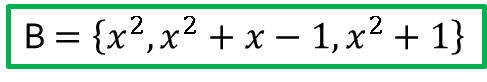 B = {x², x² + x − 1, x² + 1}